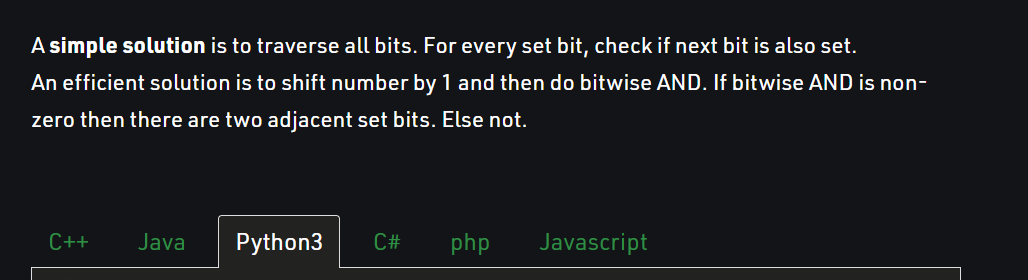 A simple solution is to traverse all bits. For every set bit, check if next bit is also set.
An efficient solution is to shift number by 1 and then do bitwise AND. If bitwise AND is non-
zero then there are two adjacent set bits. Else not.
C++ Java Python3 C# php Javascript